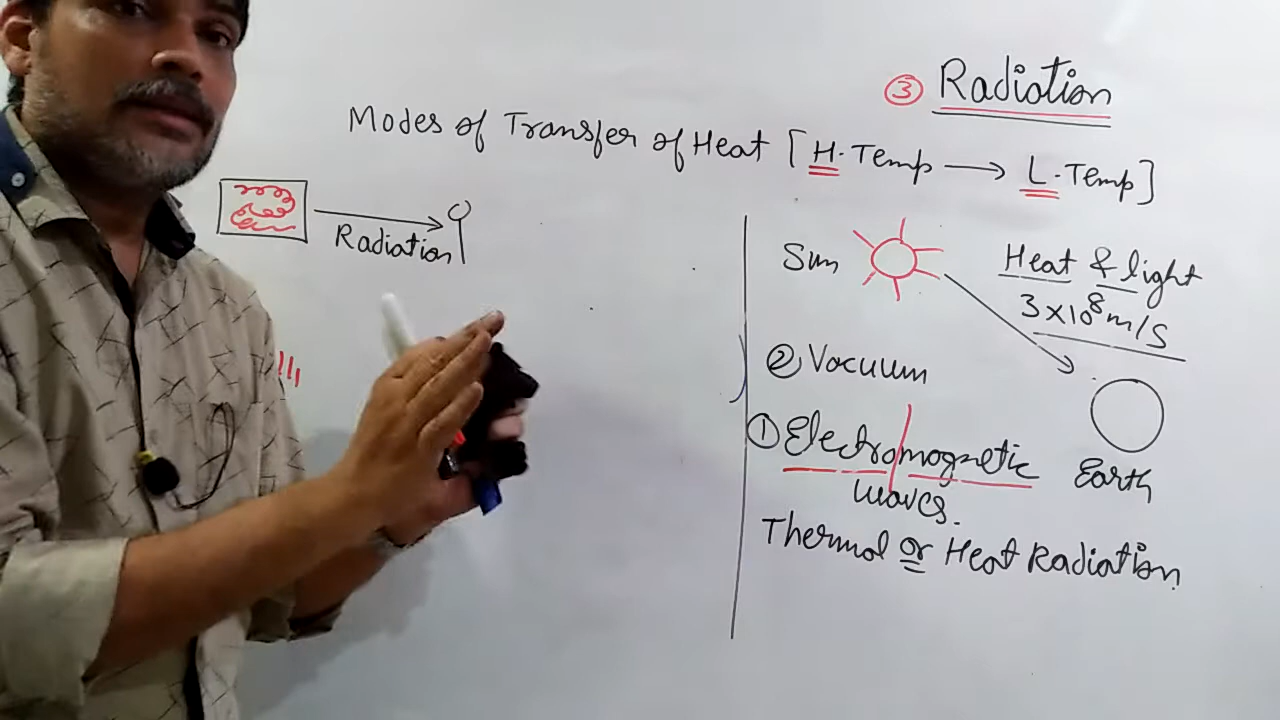 ③ Radiation
Modes of Transfer of Heat [H. Temp → L. Temp]
Radiation
Sun
Heat & light
3×10⁸ m/s
② Vacuum
① Electromagnetic
waves.
Earth
Thermal or Heat Radiation